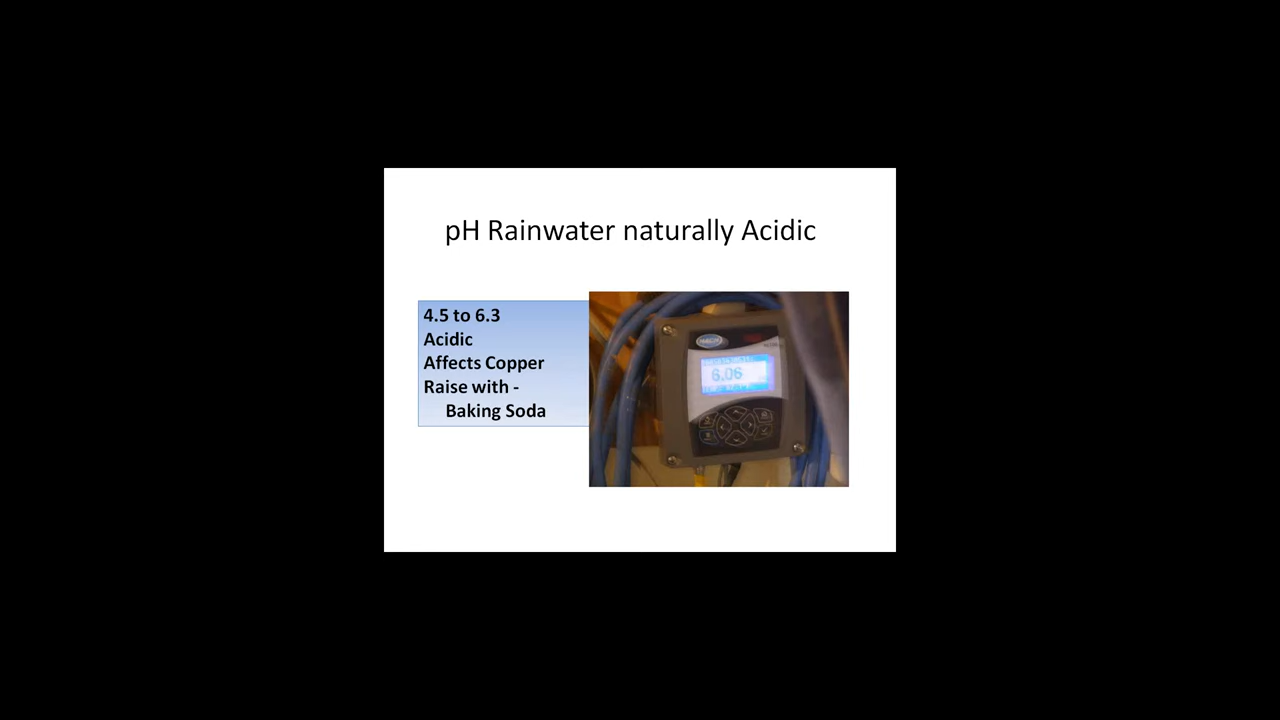 pH Rainwater naturally Acidic
4.5 to 6.3
Acidic
Affects Copper
Raise with -
Baking Soda
6.06